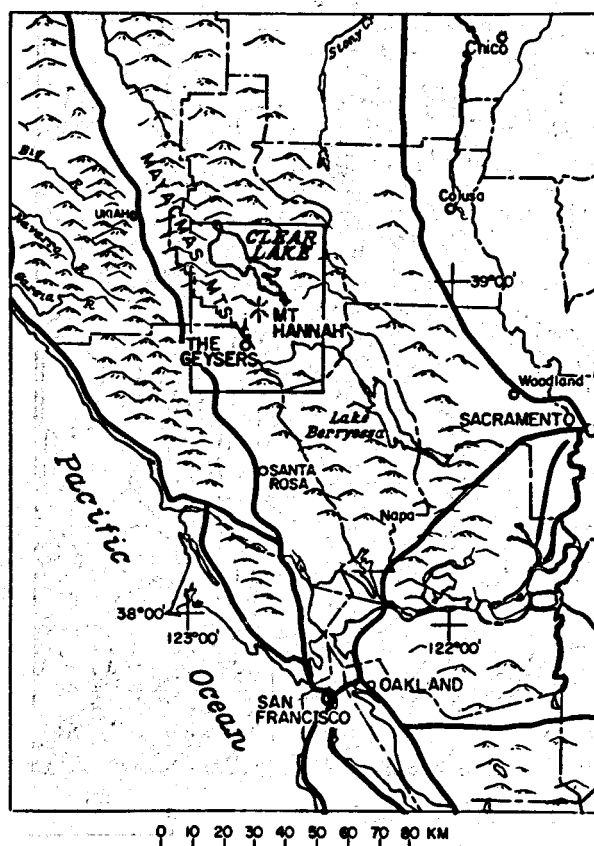 Stony Cr
Chico
Big R
MAYACMAS MTS
UKIAH
Colusa
Navarro R
CLEAR
LAKE
Garcia R
39°00'
MT
HANNAH
THE
GEYSERS
Woodland
Lake
Berryessa
SACRAMENTO
SANTA
ROSA
Pacific
Napa
38°00'
123°00'
122°00'
Ocean
OAKLAND
SAN
FRANCISCO
0 10 20 30 40 50 60 70 80 KM